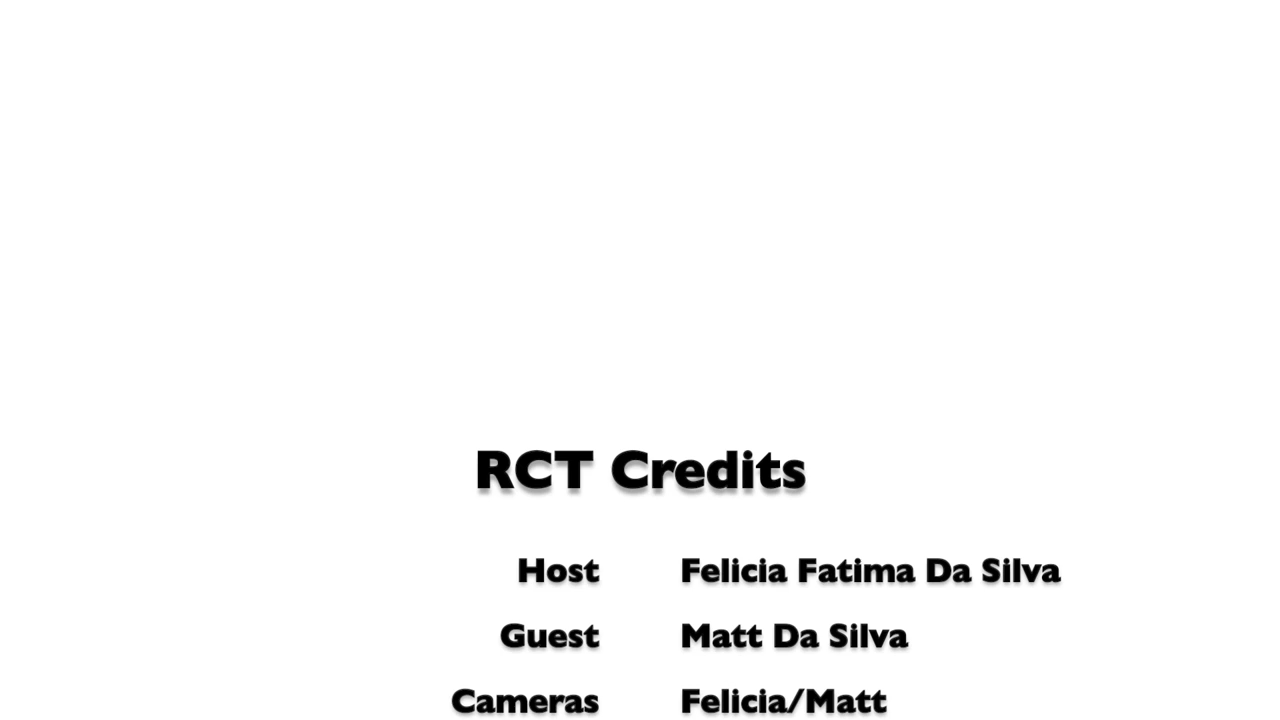 RCT Credits
Host Felicia Fatima Da Silva
Guest Matt Da Silva
Cameras Felicia/Matt